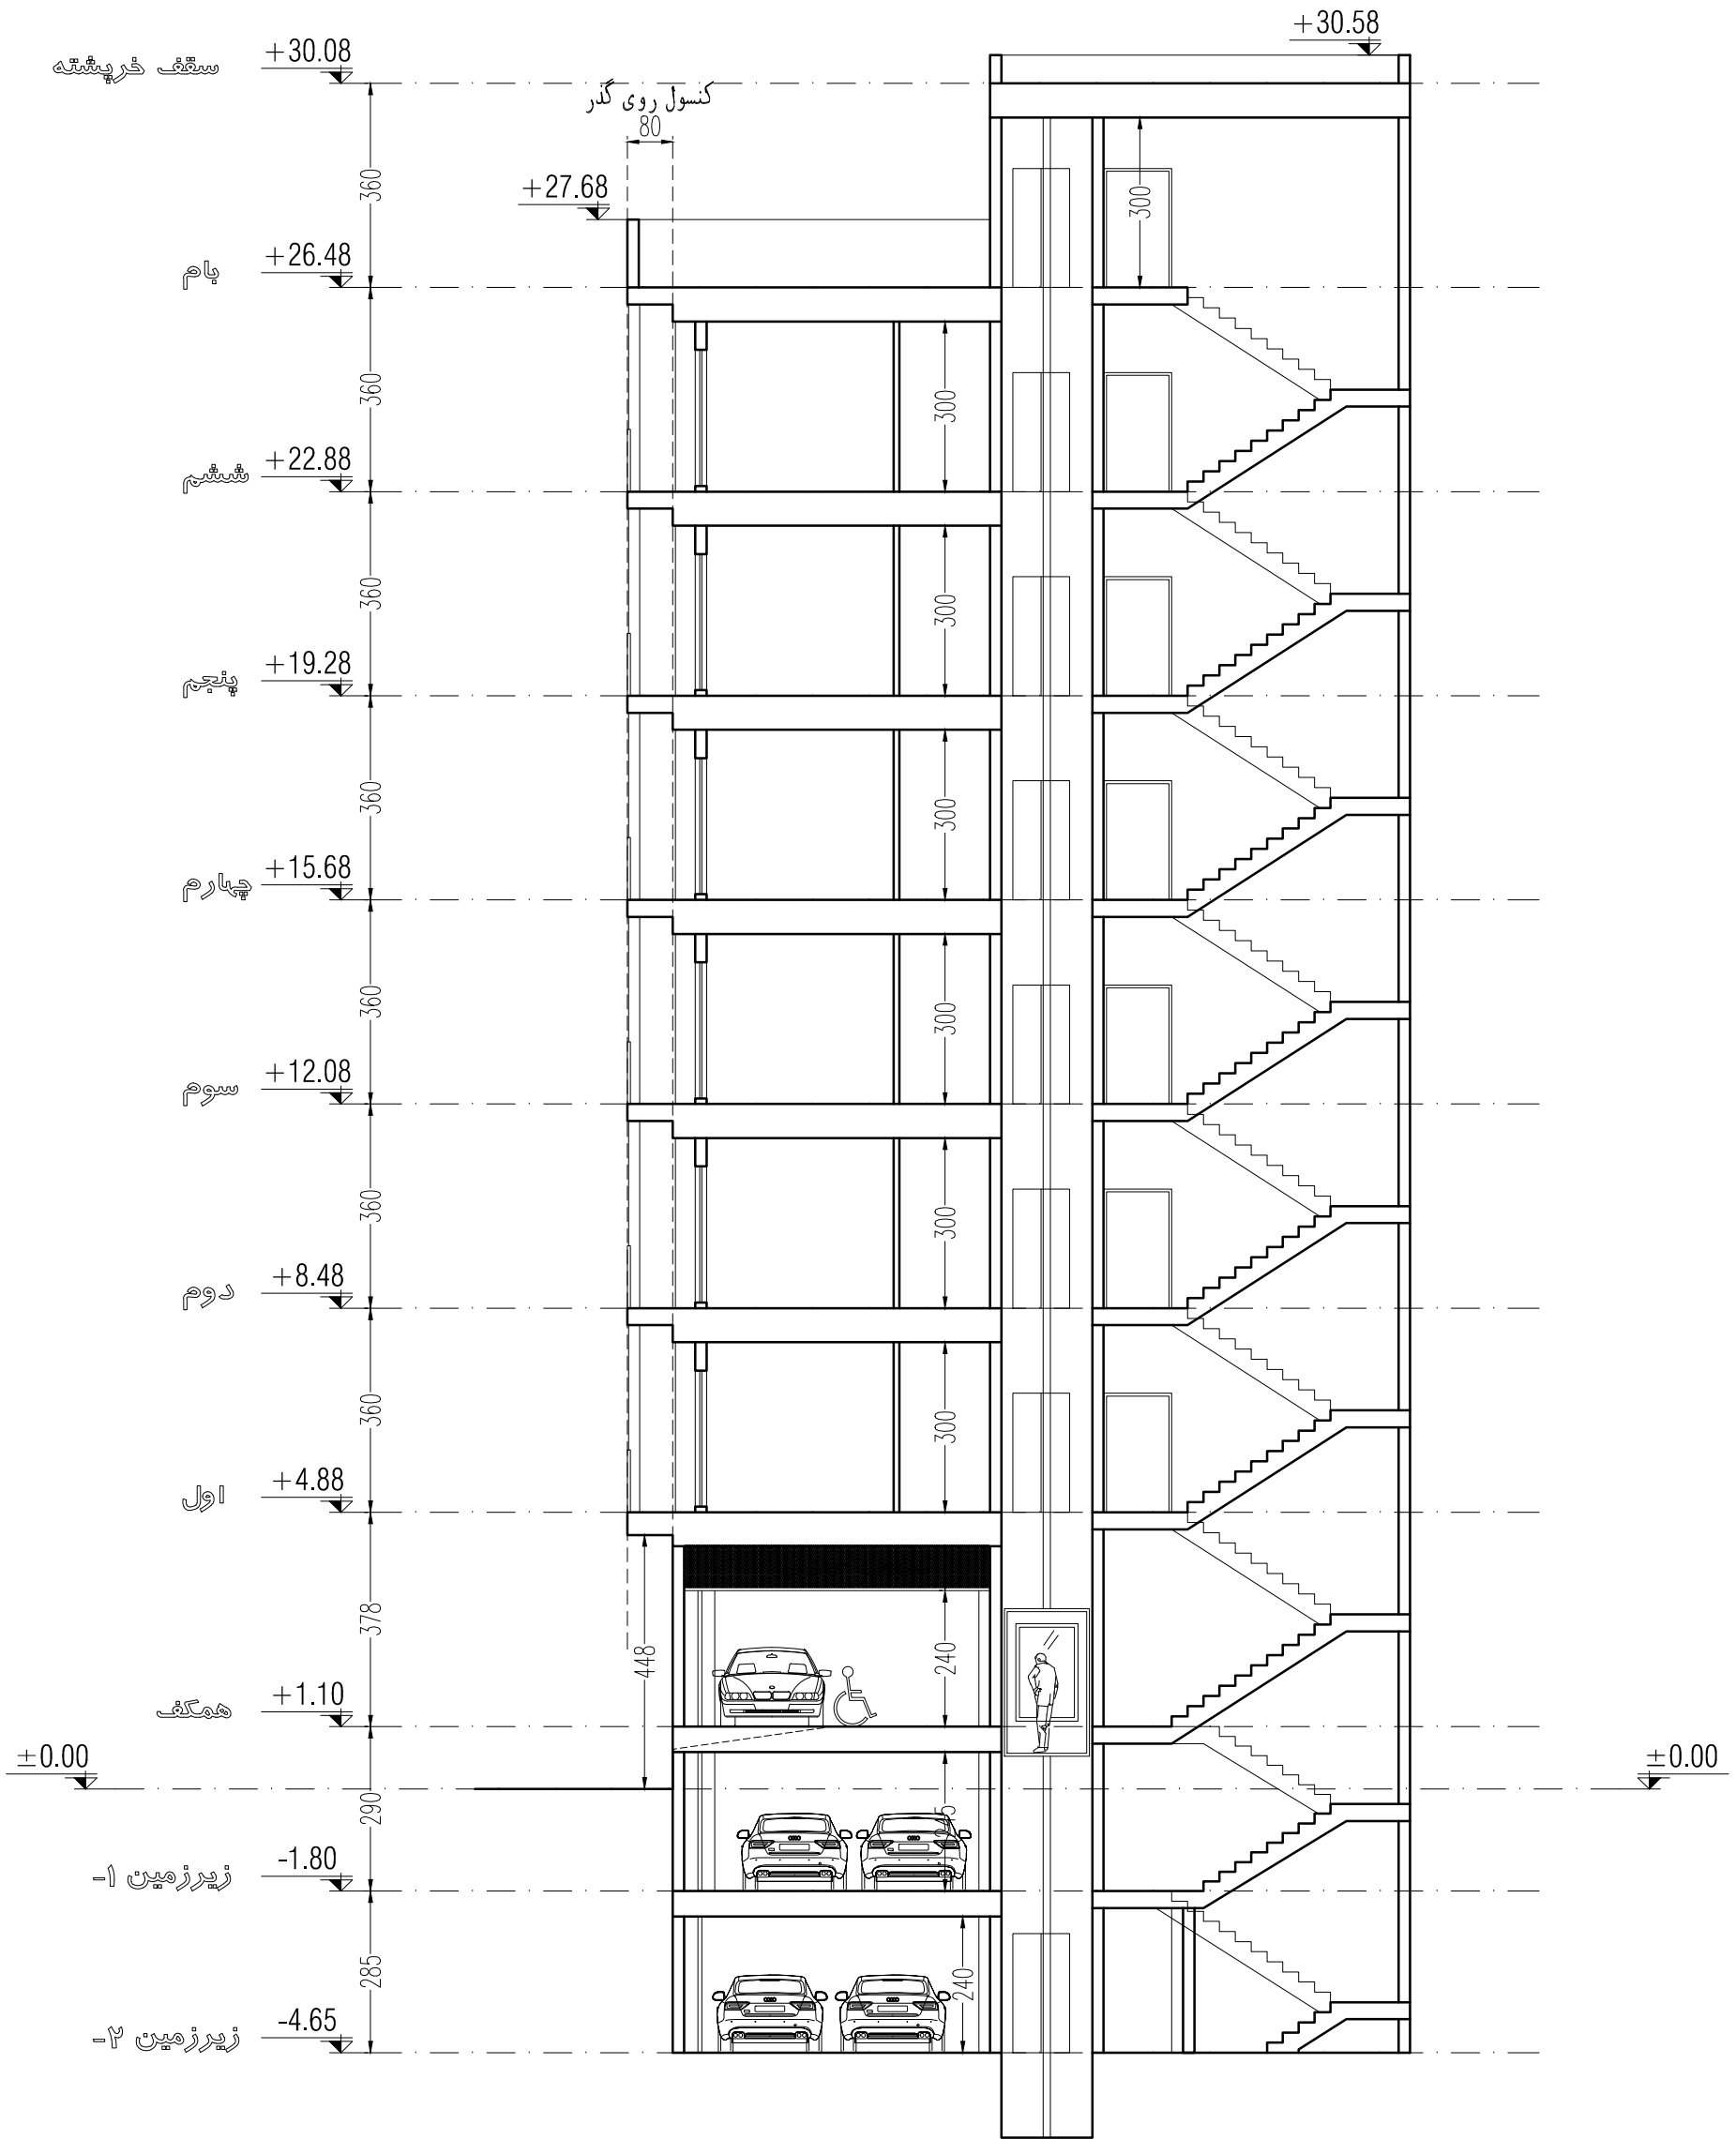 +30.58
سقف خرپشته +30.08
کنسول روی گذر
80
360
+27.68
300
بام +26.48
360
300
ششم +22.88
360
300
پنجم +19.28
360
300
چهارم +15.68
360
300
سوم +12.08
360
300
دوم +8.48
360
300
اول +4.88
378
448
240
همکف +1.10
±0.00
±0.00
290
زیرزمین ۱- -1.80
285
240
زیرزمین ۲- -4.65